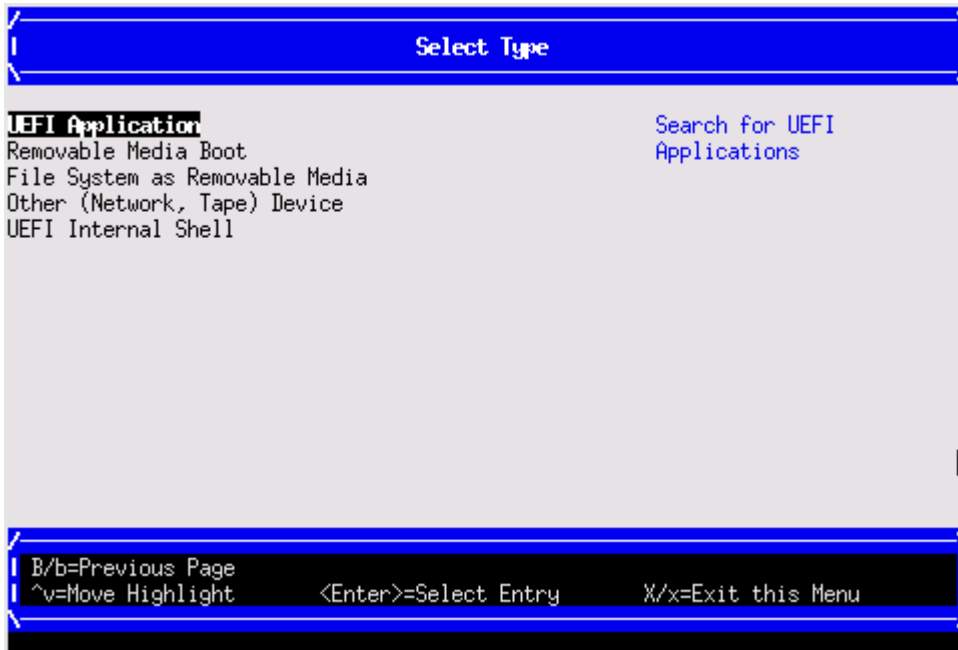 Select Type
UEFI Application
Search for UEFI
Removable Media Boot
Applications
File System as Removable Media
Other (Network, Tape) Device
UEFI Internal Shell
B/b=Previous Page
^v=Move Highlight <Enter>=Select Entry X/x=Exit this Menu